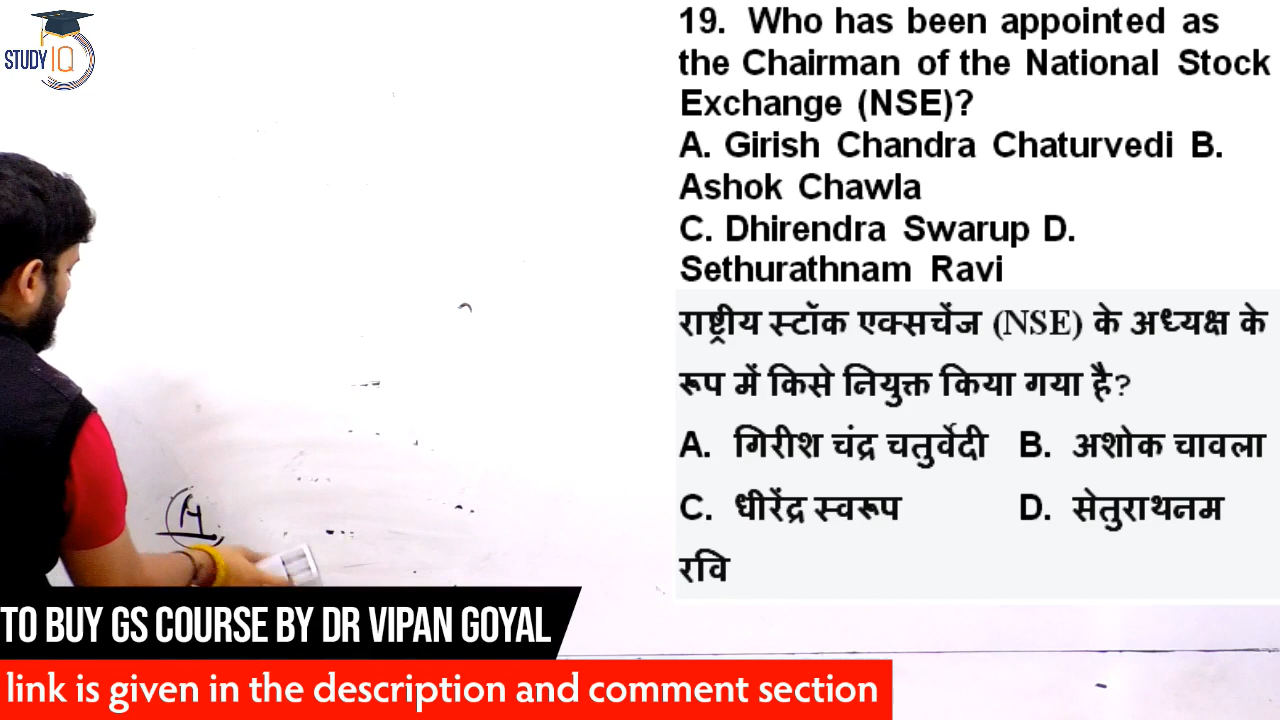 STUDY IQ
19. Who has been appointed as
the Chairman of the National Stock
Exchange (NSE)?
A. Girish Chandra Chaturvedi B.
Ashok Chawla
C. Dhirendra Swarup D.
Sethurathnam Ravi
राष्ट्रीय स्टॉक एक्सचेंज (NSE) के अध्यक्ष के
रूप में किसे नियुक्त किया गया है?
A. गिरीश चंद्र चतुर्वेदी B. अशोक चावला
C. धीरेंद्र स्वरूप D. सेतुराथनम
रवि
TO BUY GS COURSE BY DR VIPAN GOYAL
link is given in the description and comment section